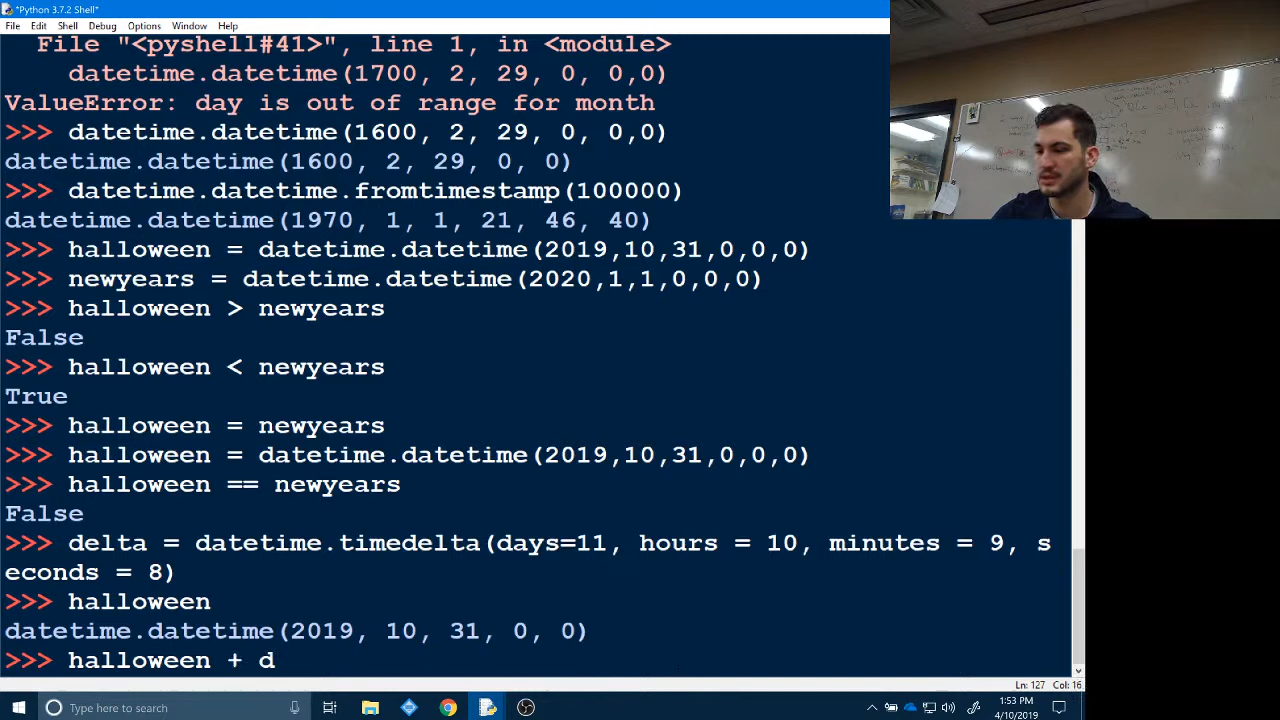 *Python 3.7.2 Shell*
File Edit Shell Debug Options Window Help
File "<pyshell#41>", line 1, in <module>
datetime.datetime(1700, 2, 29, 0, 0,0)
ValueError: day is out of range for month
>>> datetime.datetime(1600, 2, 29, 0, 0,0)
datetime.datetime(1600, 2, 29, 0, 0)
>>> datetime.datetime.fromtimestamp(100000)
datetime.datetime(1970, 1, 1, 21, 46, 40)
>>> halloween = datetime.datetime(2019,10,31,0,0,0)
>>> newyears = datetime.datetime(2020,1,1,0,0,0)
>>> halloween > newyears
False
>>> halloween < newyears
True
>>> halloween = newyears
>>> halloween = datetime.datetime(2019,10,31,0,0,0)
>>> halloween == newyears
False
>>> delta = datetime.timedelta(days=11, hours = 10, minutes = 9, s
econds = 8)
>>> halloween
datetime.datetime(2019, 10, 31, 0, 0)
>>> halloween + d
Ln: 127 Col: 16
Type here to search
1:53 PM
4/10/2019